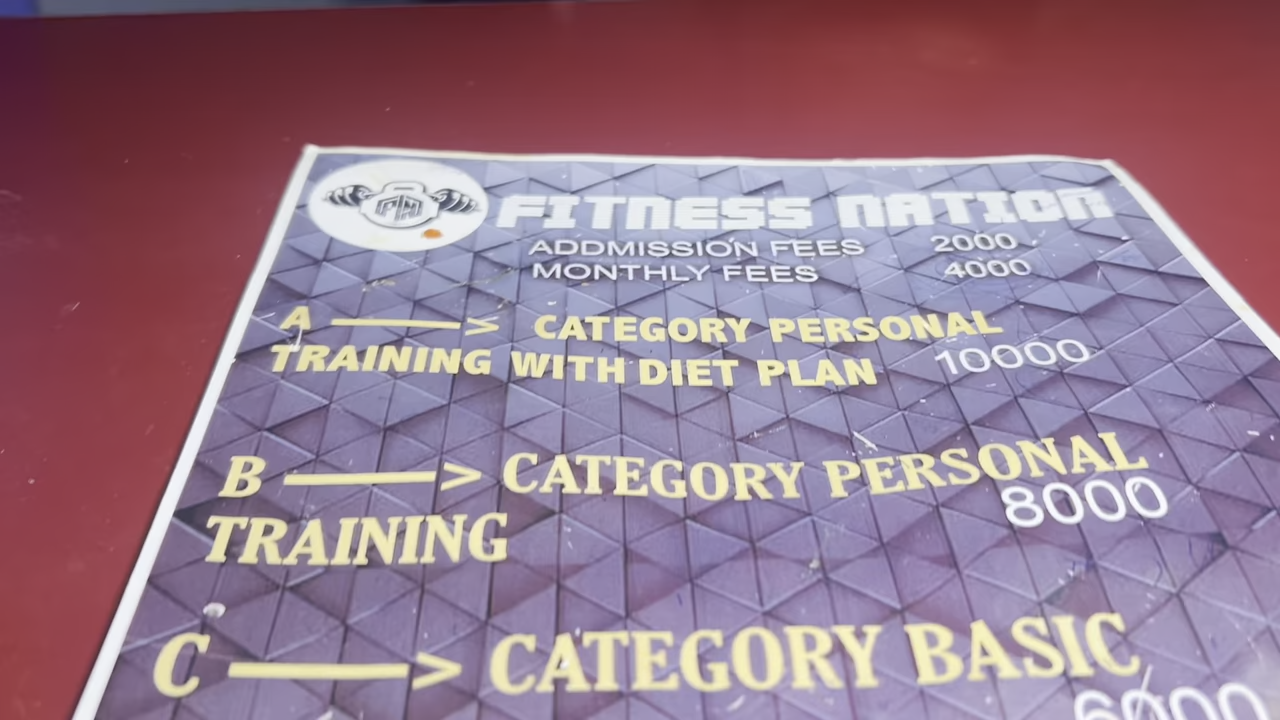 FITNESS NATION
ADDMISSION FEES 2000
MONTHLY FEES 4000
A ———> CATEGORY PERSONAL
TRAINING WITH DIET PLAN 10000
B ———> CATEGORY PERSONAL
TRAINING 8000
C ———> CATEGORY BASIC
6000